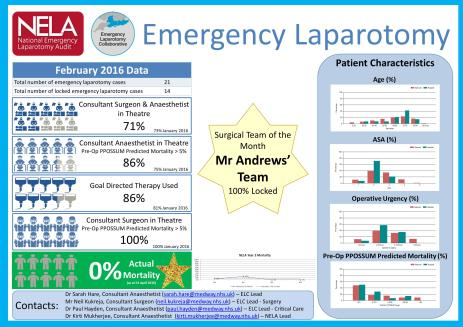 NELA
National Emergency
Laparotomy Audit
Emergency
Laparotomy
Collaborative
Emergency Laparotomy
February 2016 Data
Total number of emergency laparotomy cases 21
Total number of locked emergency laparotomy cases 14
Consultant Surgeon & Anaesthetist
in Theatre
71%
73% January 2016
Consultant Anaesthetist in Theatre
Pre-Op PPOSSUM Predicted Mortality > 5%
86%
75% January 2016
Goal Directed Therapy Used
86%
81% January 2016
Consultant Surgeon in Theatre
Pre-Op PPOSSUM Predicted Mortality > 5%
100%
100% January 2016
0% Actual
Mortality
Surgical Team of the
Month
Mr Andrews'
Team
100% Locked
NELA Year 3 Mortality
Patient Characteristics
Age (%)
ASA (%)
Operative Urgency (%)
Pre-Op PPOSSUM Predicted Mortality (%)
Contacts:
Dr Sarah Hare, Consultant Anaesthetist (sarah.hare@medway.nhs.uk) – ELC Lead
Mr Neil Kukreja, Consultant Surgeon (neil.kukreja@medway.nhs.uk) – ELC Lead - Surgery
Dr Paul Hayden, Consultant Anaesthetist (paul.hayden@medway.nhs.uk) – ELC Lead - Critical Care
Dr Kirti Mukherjee, Consultant Anaesthetist (kirti.mukherjee@medway.nhs.uk) – NELA Lead